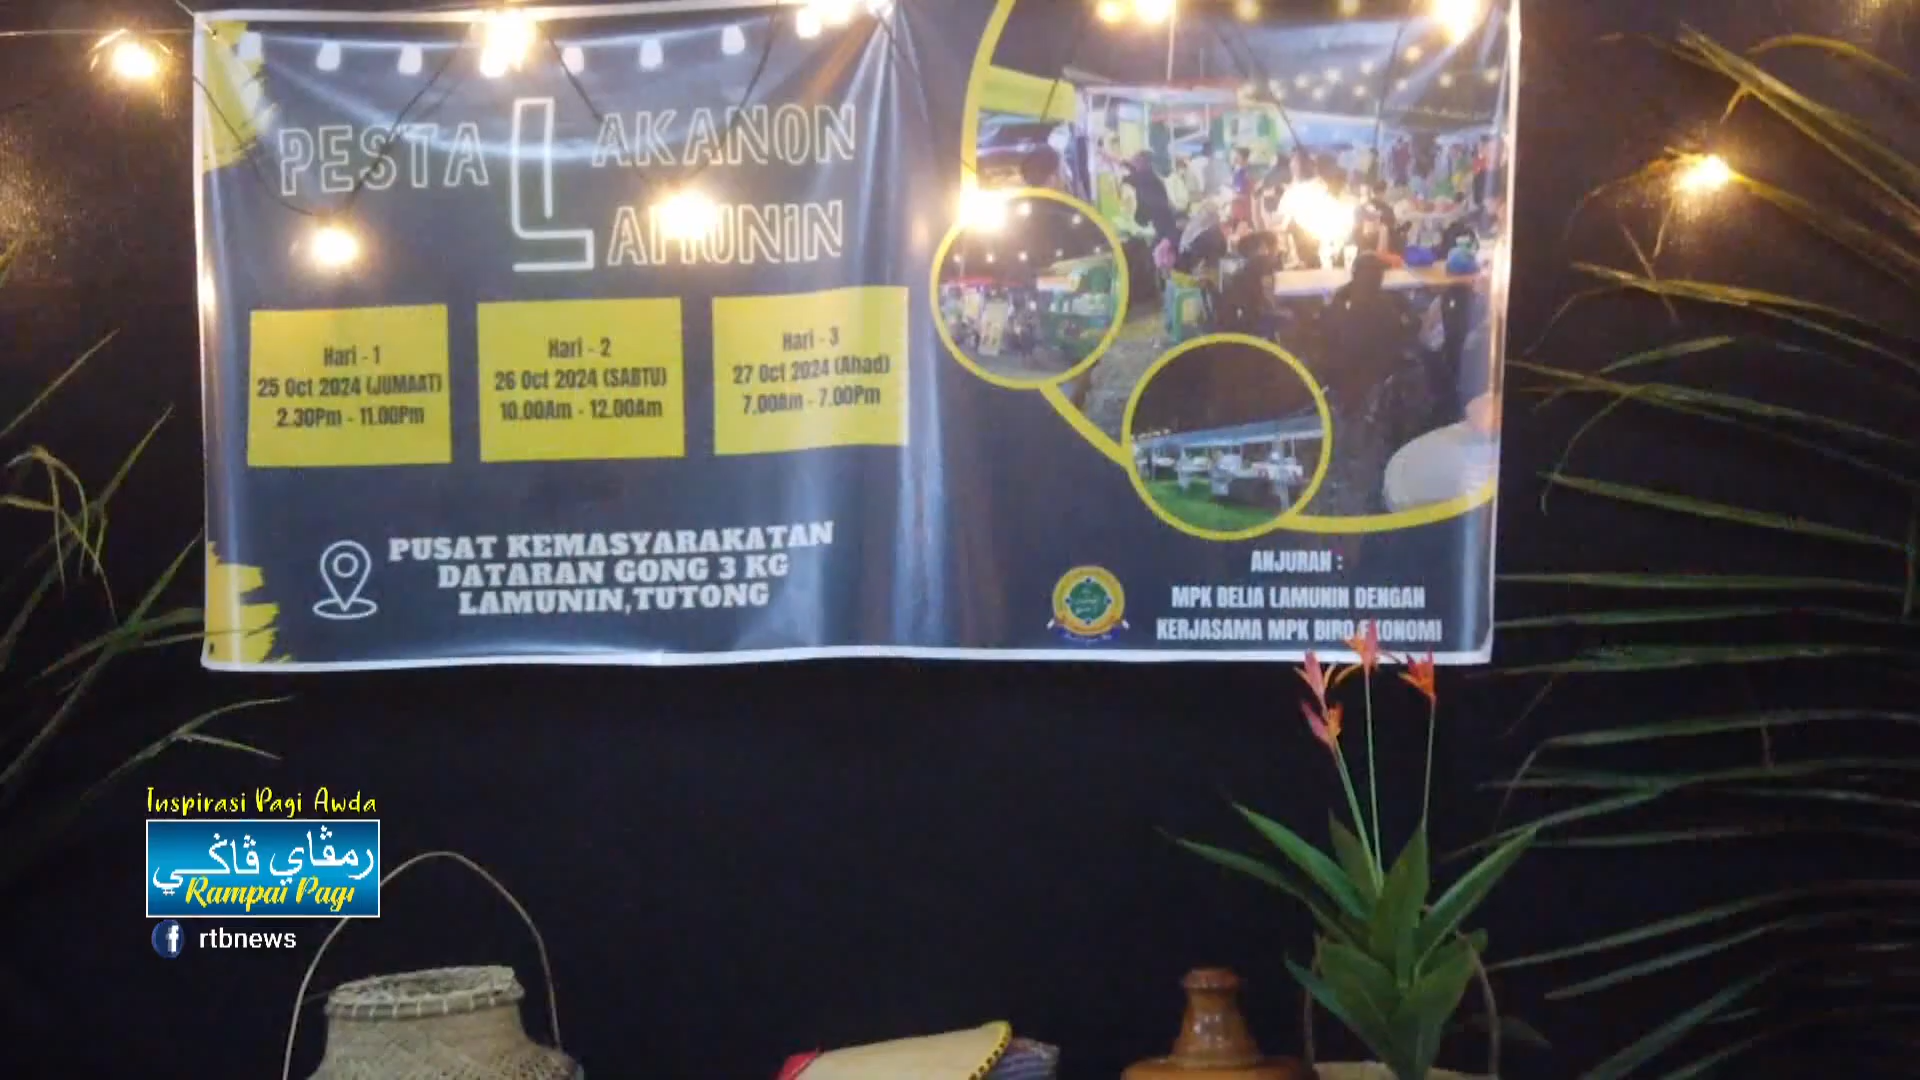 PESTA LAKANON
LAMUNIN
Hari - 1
25 Oct 2024 (JUMAAT)
2.30Pm - 11.00Pm
Hari - 2
26 Oct 2024 (SABTU)
10.00Am - 12.00Am
Hari - 3
27 Oct 2024 (Ahad)
7.00Am - 7.00Pm
PUSAT KEMASYARAKATAN
DATARAN GONG 3 KG
LAMUNIN,TUTONG
ANJURAN :
MPK BELIA LAMUNIN DENGAN
KERJASAMA MPK BIRO EKONOMI
Inspirasi Pagi Awda
رمڤاي ڤاݢي
Rampai Pagi
rtbnews